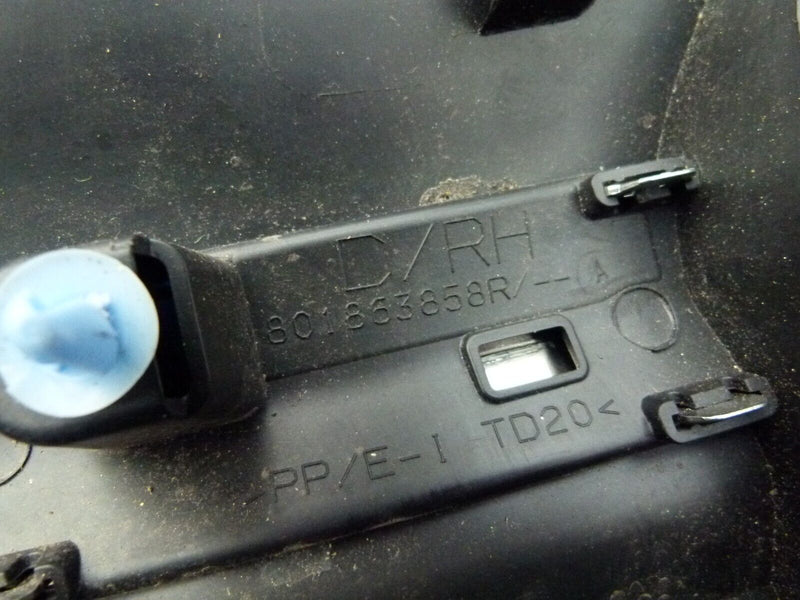 D/RH
801863858R/-- A
>PP/E-I TD20<